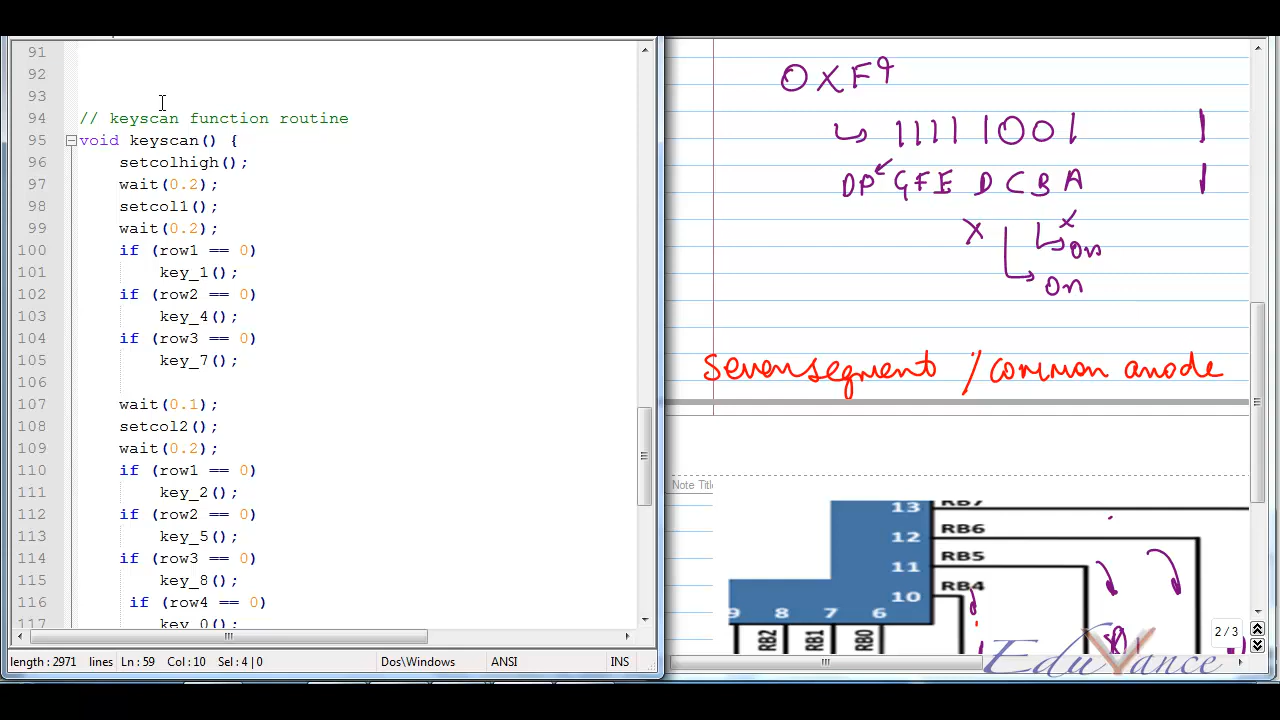 91
92
93
94 // keyscan function routine
95 void keyscan() {
96 setcolhigh();
97 wait(0.2);
98 setcol1();
99 wait(0.2);
100 if (row1 == 0)
101 key_1();
102 if (row2 == 0)
103 key_4();
104 if (row3 == 0)
105 key_7();
106
107 wait(0.1);
108 setcol2();
109 wait(0.2);
110 if (row1 == 0)
111 key_2();
112 if (row2 == 0)
113 key_5();
114 if (row3 == 0)
115 key_8();
116 if (row4 == 0)
117 key_0();
length : 2971 lines Ln : 59 Col : 10 Sel : 4 | 0 Dos\Windows ANSI INS
0XF9
1111 1001
DP G F E D C B A
X X
On
On
Sevensegment / common anode
Note Title
13 RB7
12 RB6
11 RB5
10 RB4
9 8 7 6
RB2 RB1 RB0
2 / 3
EduVance